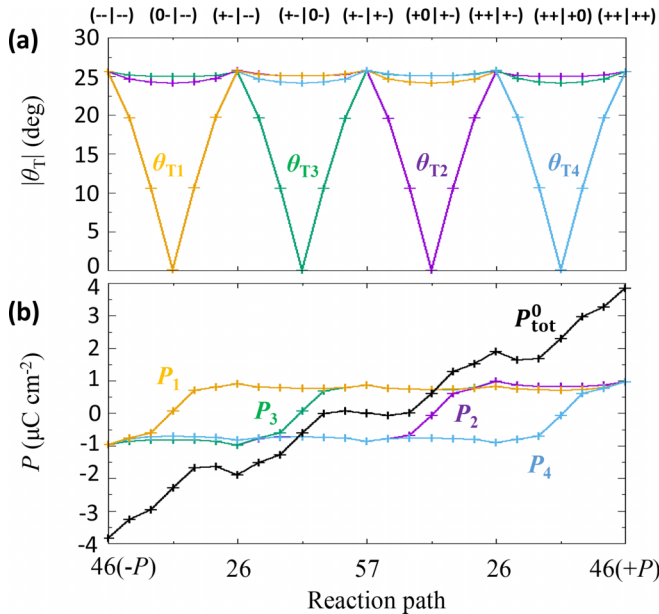 (--|--) (0-|--) (+-|--) (+-|0-) (+-|+-) (+0|+-) (++|+-) (++|+0) (++|++)
(a)
30
25
20
15
10
5
0
|θT| (deg)
θT1
θT3
θT2
θT4
(b)
4
3
2
1
0
-1
-2
-3
-4
P (μC cm⁻²)
P⁰tot
P1
P3
P2
P4
46(-P) 26 57 26 46(+P)
Reaction path